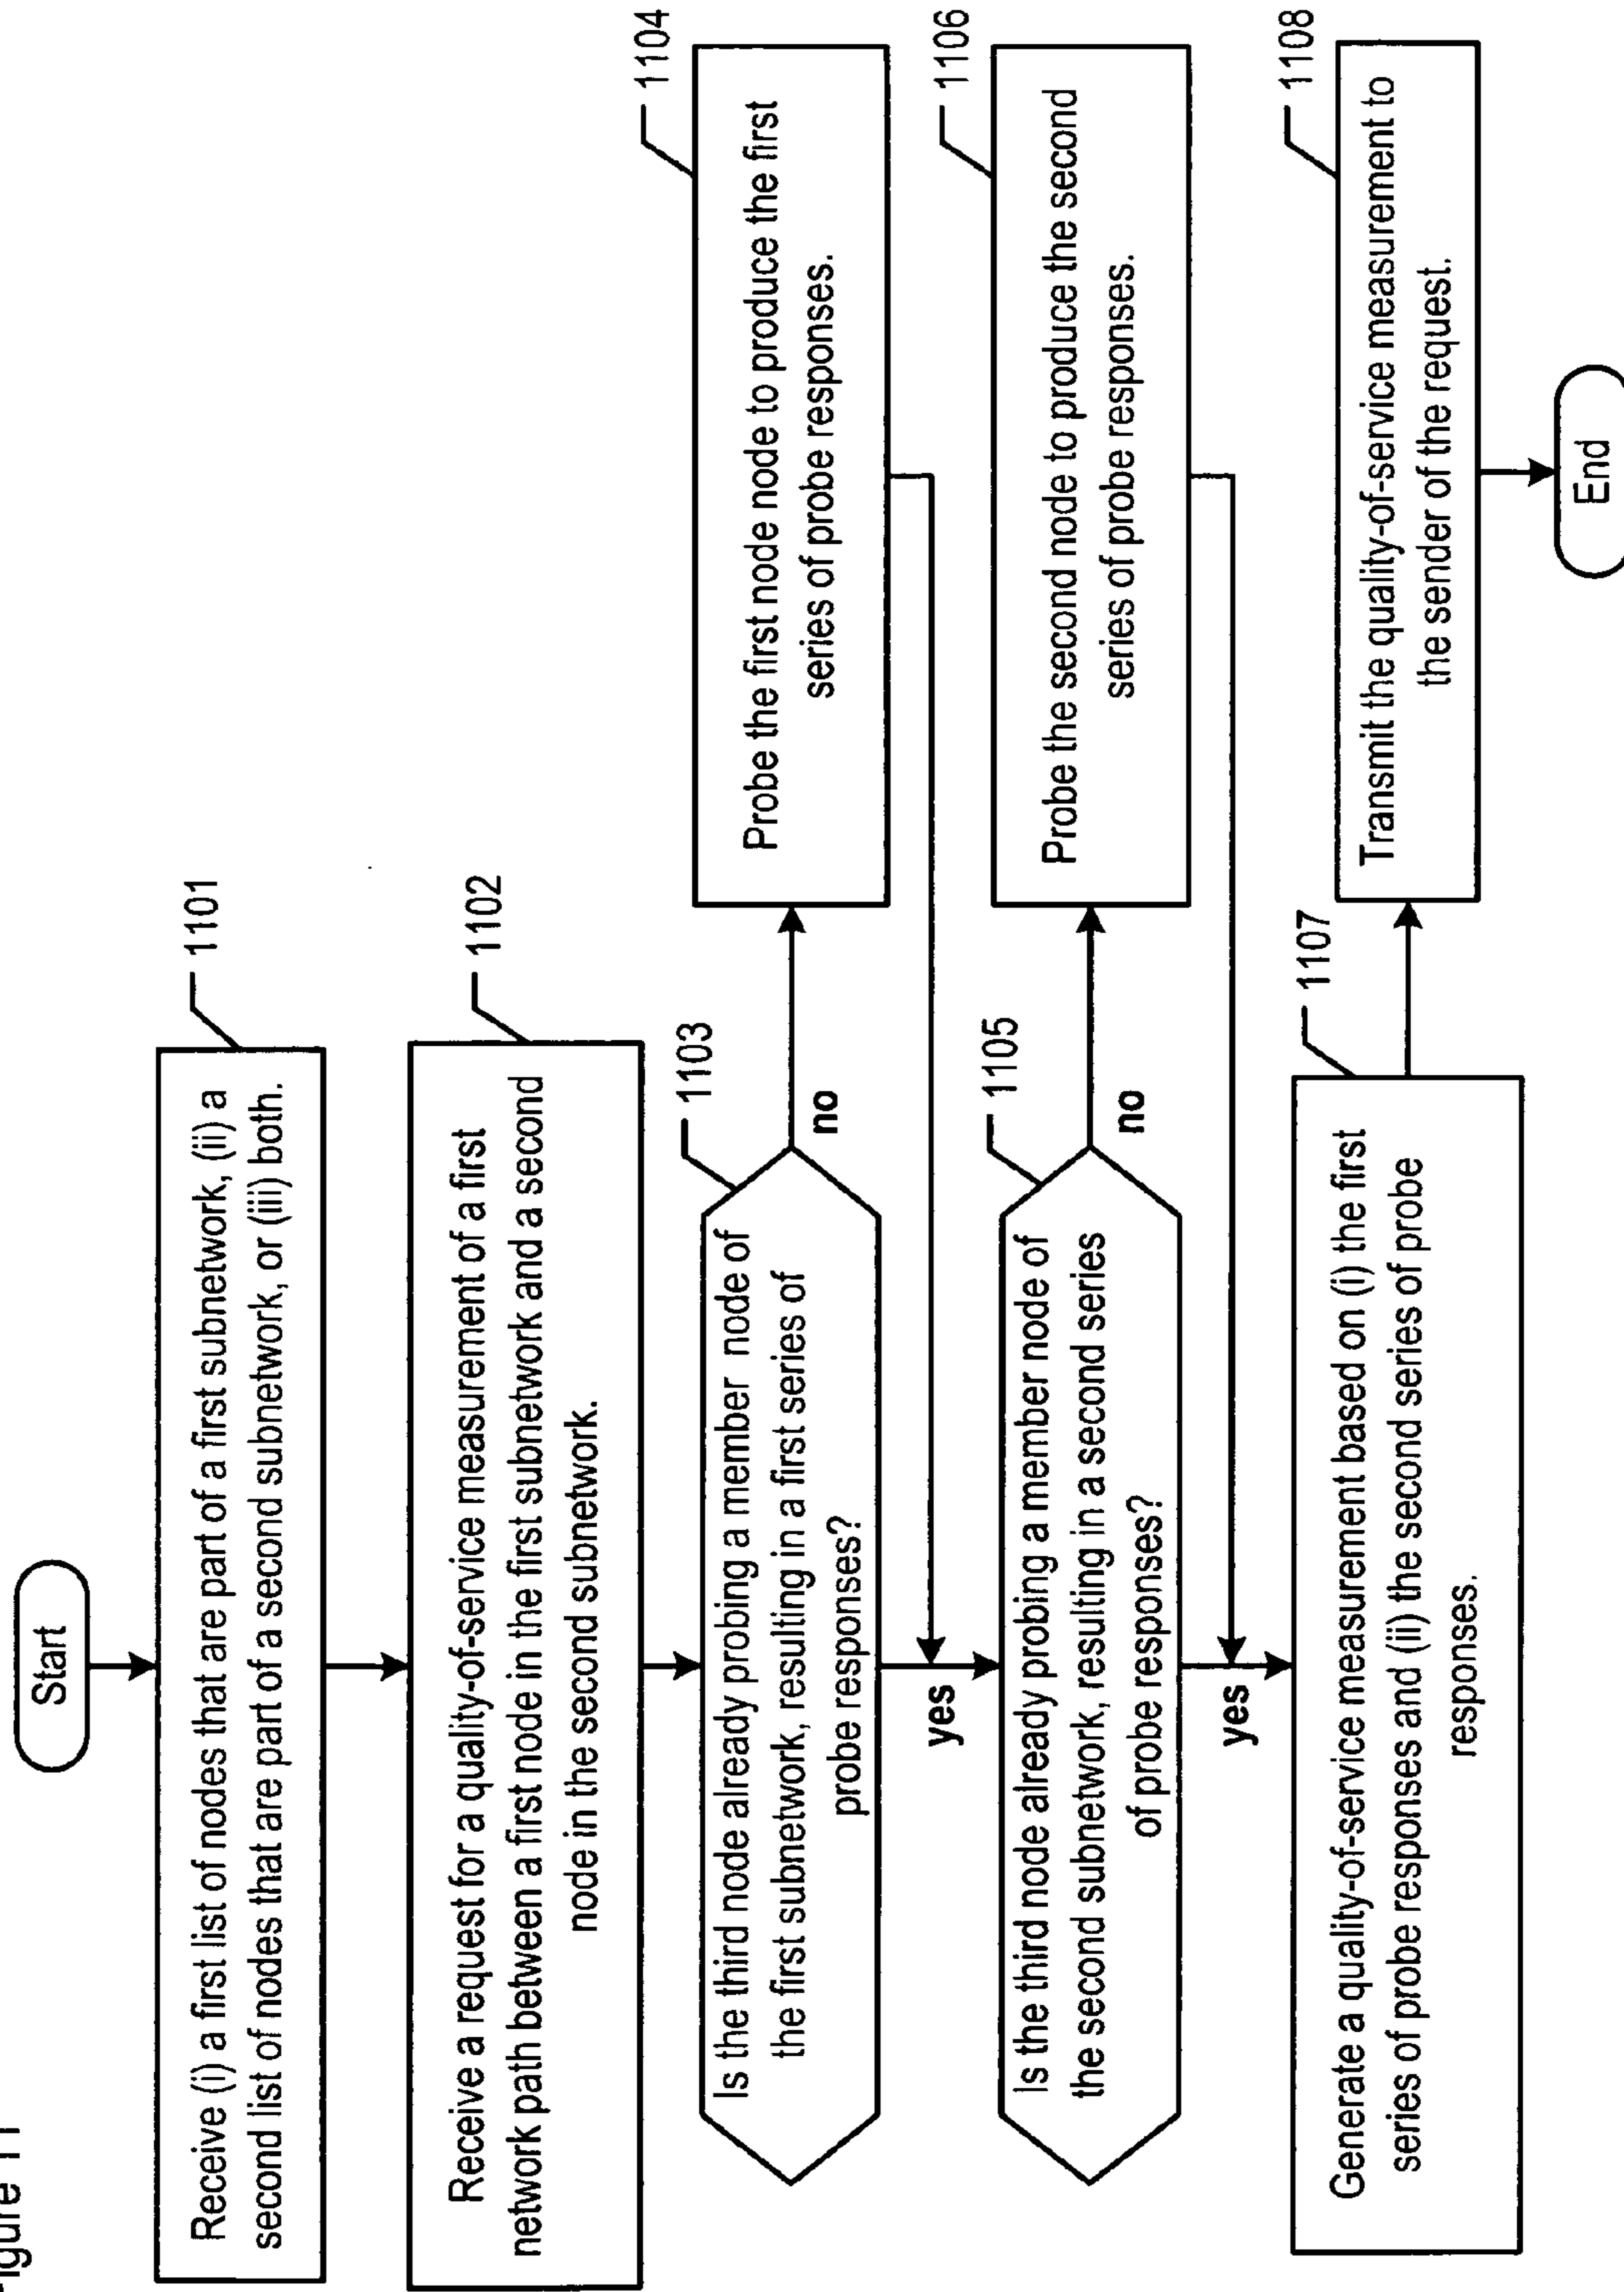 Figure 11
Start
1101
Receive (i) a first list of nodes that are part of a first subnetwork, (ii) a
second list of nodes that are part of a second subnetwork, or (iii) both.
1102
Receive a request for a quality-of-service measurement of a first
network path between a first node in the first subnetwork and a second
node in the second subnetwork.
1103
Is the third node already probing a member node of
the first subnetwork, resulting in a first series of
probe responses?
no
yes
1104
Probe the first node node to produce the first
series of probe responses.
1105
Is the third node already probing a member node of
the second subnetwork, resulting in a second series
of probe responses?
no
yes
1106
Probe the second node to produce the second
series of probe responses.
1107
Generate a quality-of-service measurement based on (i) the first
series of probe responses and (ii) the second series of probe
responses.
1108
Transmit the quality-of-service measurement to
the sender of the request.
End